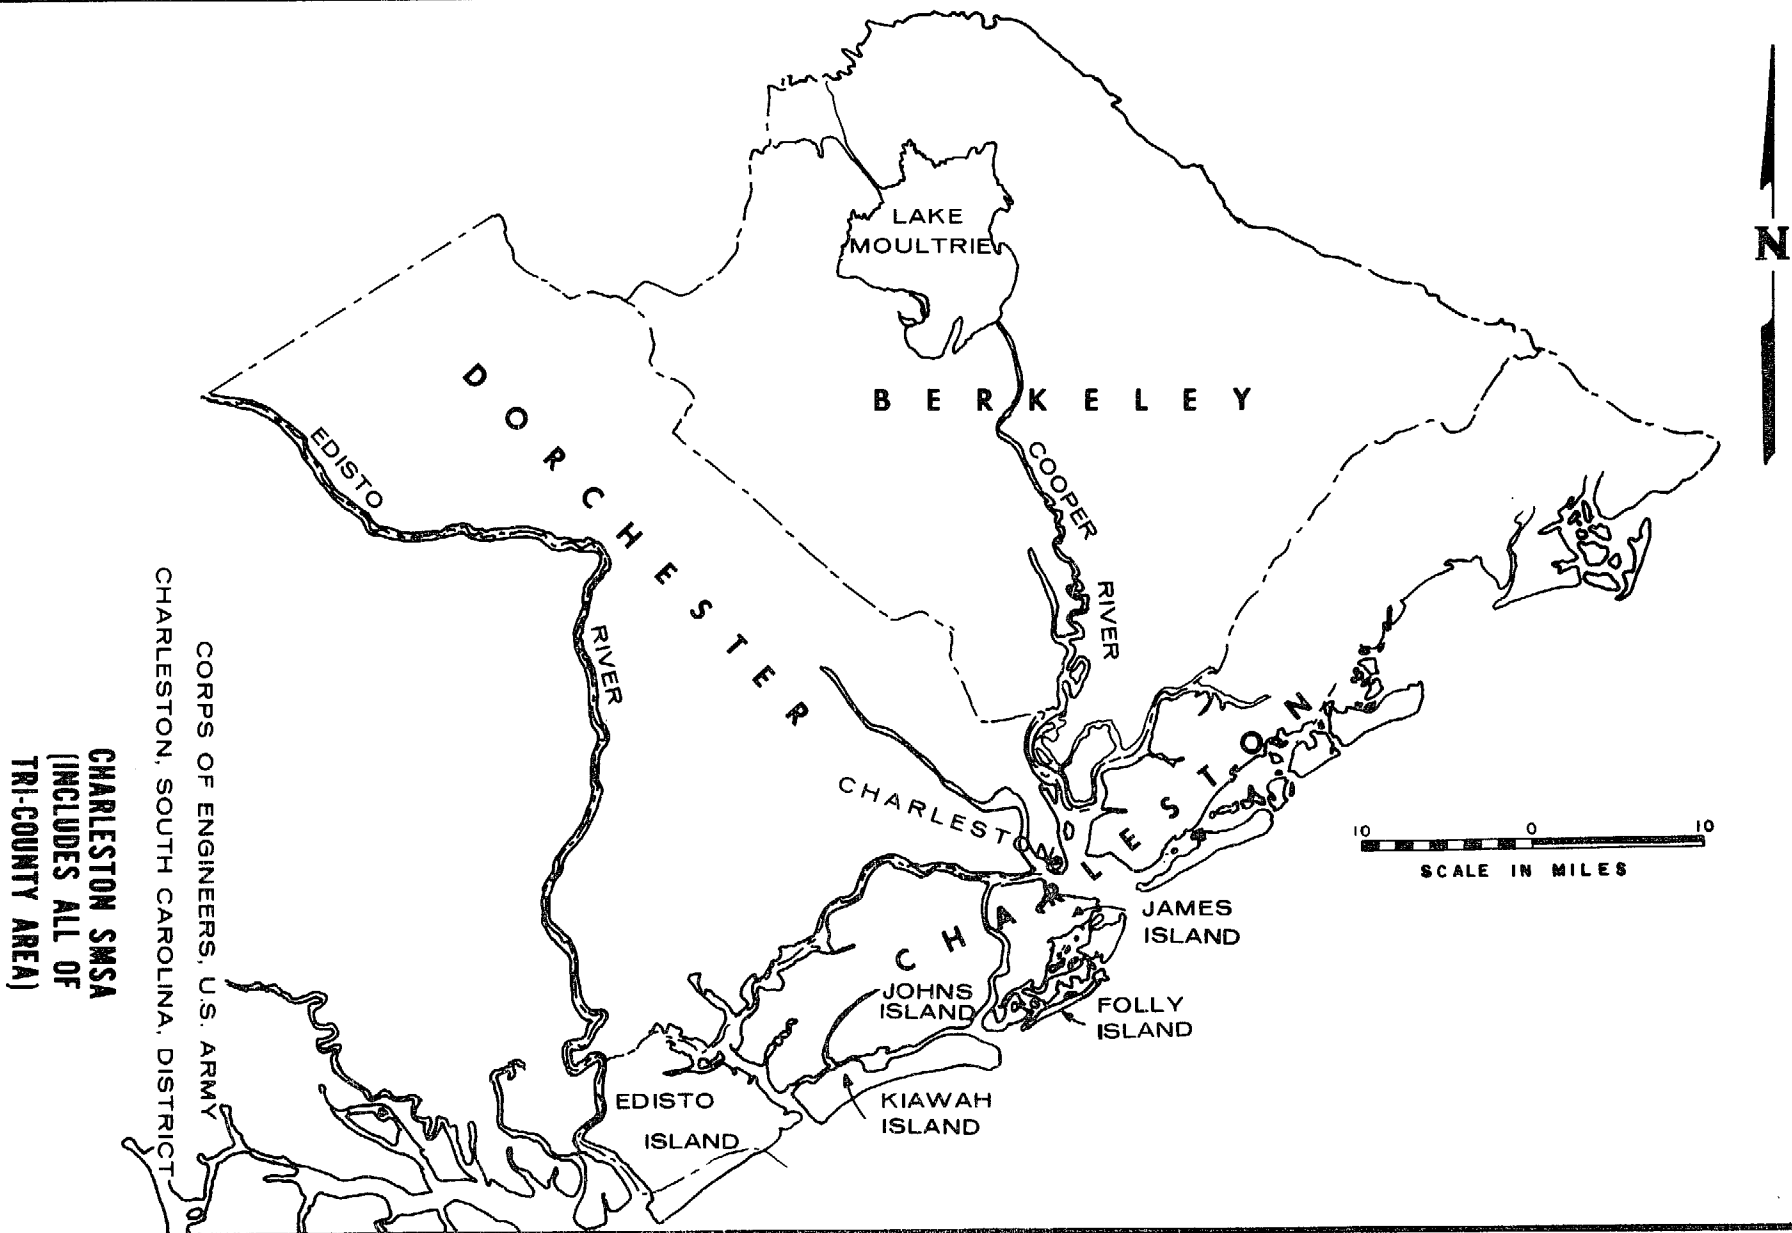 LAKE
MOULTRIE
N
DORCHESTER
BERKELEY
EDISTO
RIVER
COOPER
RIVER
CHARLESTON
CHARLESTON
10 0 10
SCALE IN MILES
JAMES
ISLAND
JOHNS
ISLAND
FOLLY
ISLAND
KIAWAH
ISLAND
EDISTO
ISLAND
CORPS OF ENGINEERS, U.S. ARMY
CHARLESTON, SOUTH CAROLINA, DISTRICT
CHARLESTON SMSA
(INCLUDES ALL OF
TRI-COUNTY AREA)